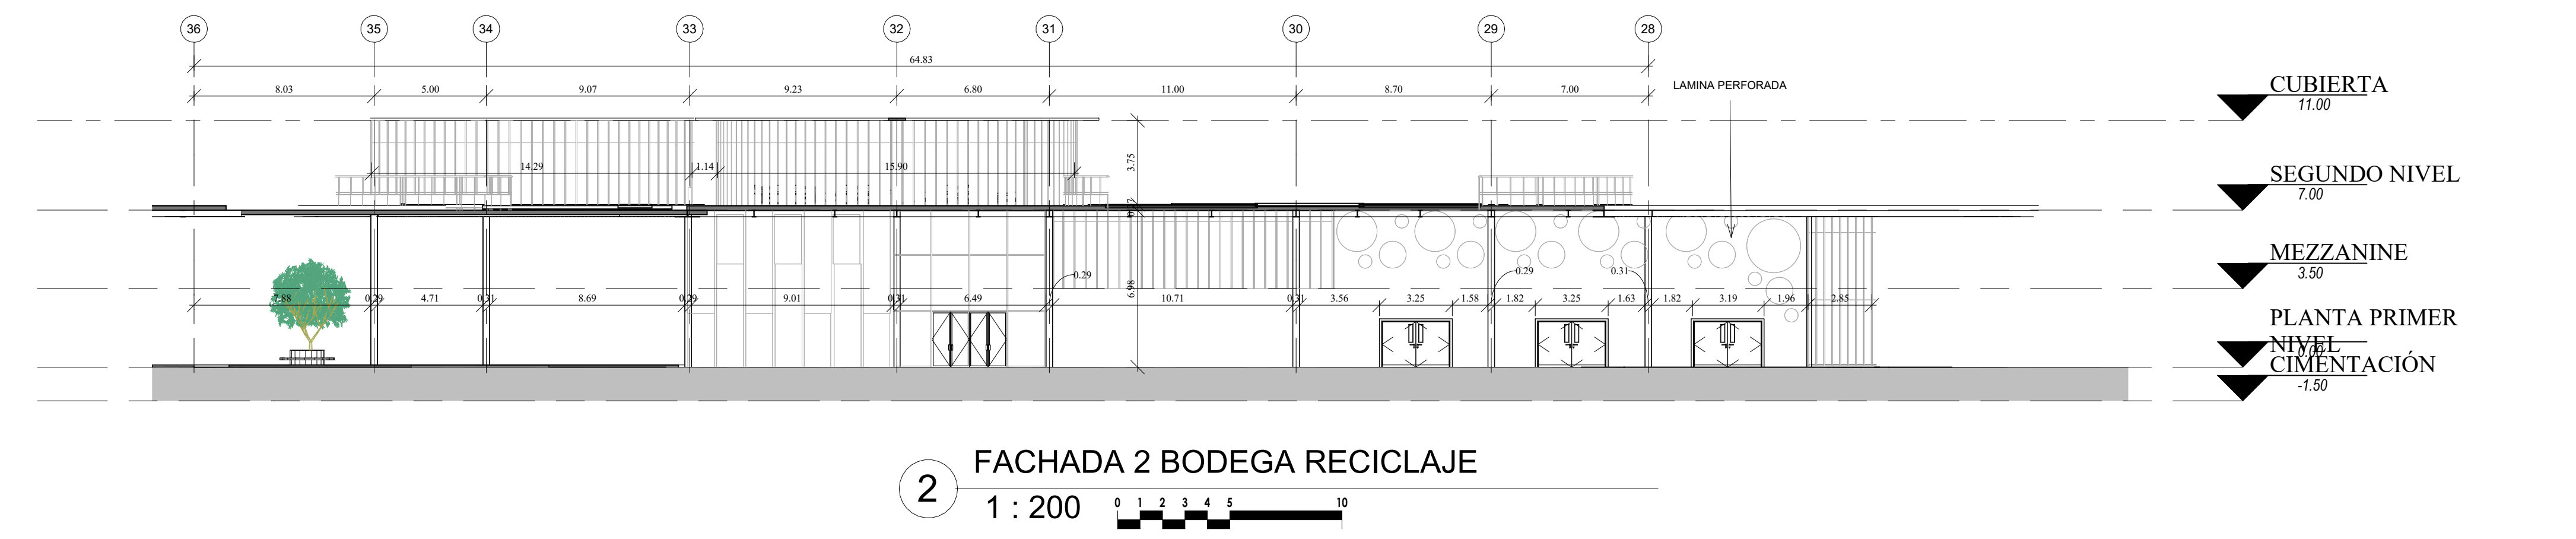 36 35 34 33 32 31 30 29 28
64.83
8.03 5.00 9.07 9.23 6.80 11.00 8.70 7.00
LAMINA PERFORADA
CUBIERTA
11.00
3.75
14.29 1.14 15.90
SEGUNDO NIVEL
7.00
MEZZANINE
3.50
0.29 0.29 0.31
6.98
7.88 0.29 4.71 0.31 8.69 0.29 9.01 0.31 6.49 10.71 0.31 3.56 3.25 1.58 1.82 3.25 1.63 1.82 3.19 1.96 2.85
PLANTA PRIMER
NIVEL
0.00
CIMENTACIÓN
-1.50
2
FACHADA 2 BODEGA RECICLAJE
1 : 200
0 1 2 3 4 5 10